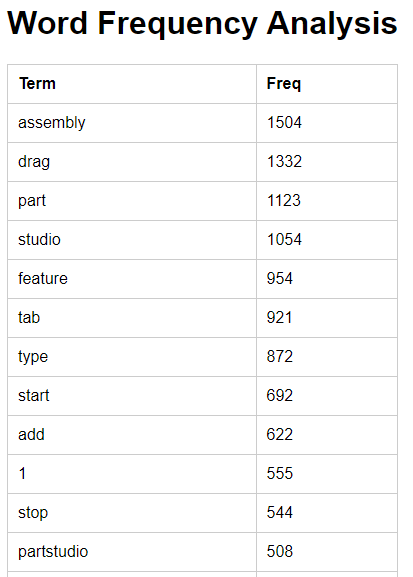 Word Frequency Analysis
Term Freq
assembly 1504
drag 1332
part 1123
studio 1054
feature 954
tab 921
type 872
start 692
add 622
1 555
stop 544
partstudio 508